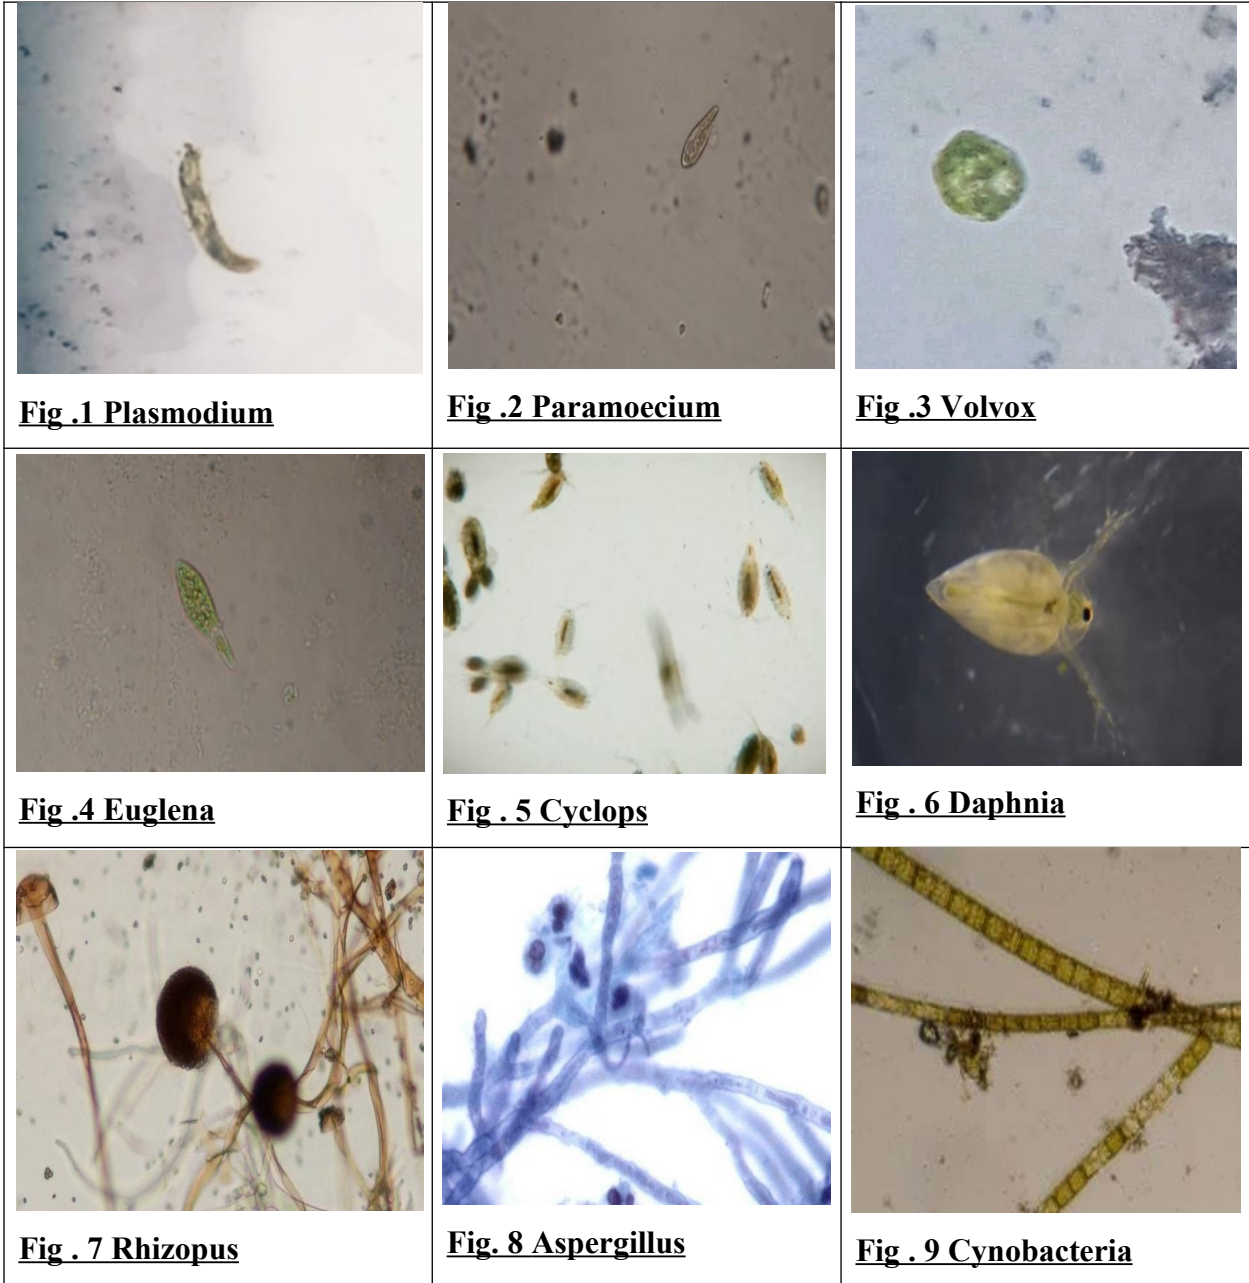 Fig .1 Plasmodium
Fig .2 Paramoecium
Fig .3 Volvox
Fig .4 Euglena
Fig . 5 Cyclops
Fig . 6 Daphnia
Fig . 7 Rhizopus
Fig. 8 Aspergillus
Fig . 9 Cynobacteria